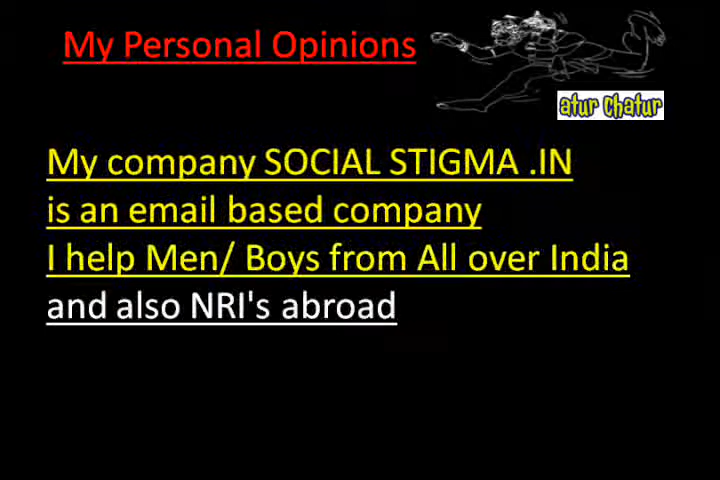 My Personal Opinions
atur chatur
My company SOCIAL STIGMA .IN
is an email based company
I help Men/ Boys from All over India
and also NRI's abroad